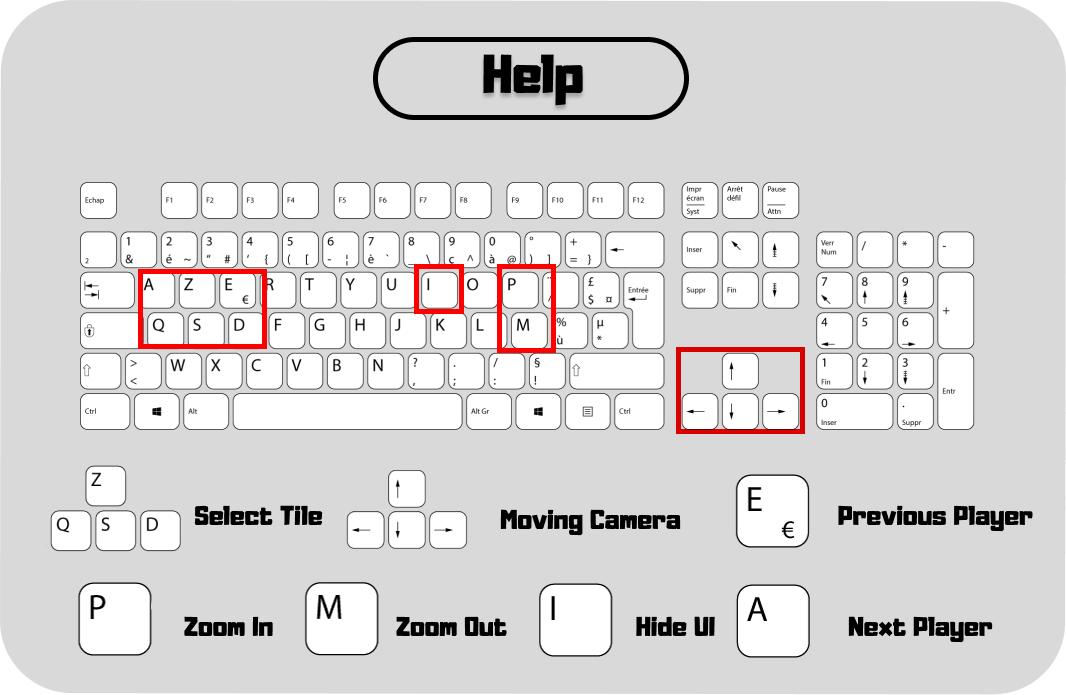 Help
Echap F1 F2 F3 F4 F5 F6 F7 F8 F9 F10 F11 F12 Impr écran Syst Arrêt défil Pause Attn
2 1 & 2 é ~ 3 " # 4 ' { 5 ( [ 6 - ¦ 7 è ` 8 _ \ 9 ç ^ 0 à @ ° ) ] + = } ← Inser Verr Num / * -
A Z E € R T Y U I O P ¨ ^ £ $ ¤ Entrée Suppr Fin 7 8 9 +
Q S D F G H J K L M % ù µ * 4 5 6
> < W X C V B N ? , . ; / : § ! 1 Fin 2 3 Entr
Ctrl Alt Alt Gr Ctrl 0 Inser . Suppr
Z
Q S D Select Tile Moving Camera E € Previous Player
P Zoom In M Zoom Out I Hide UI A Next Player